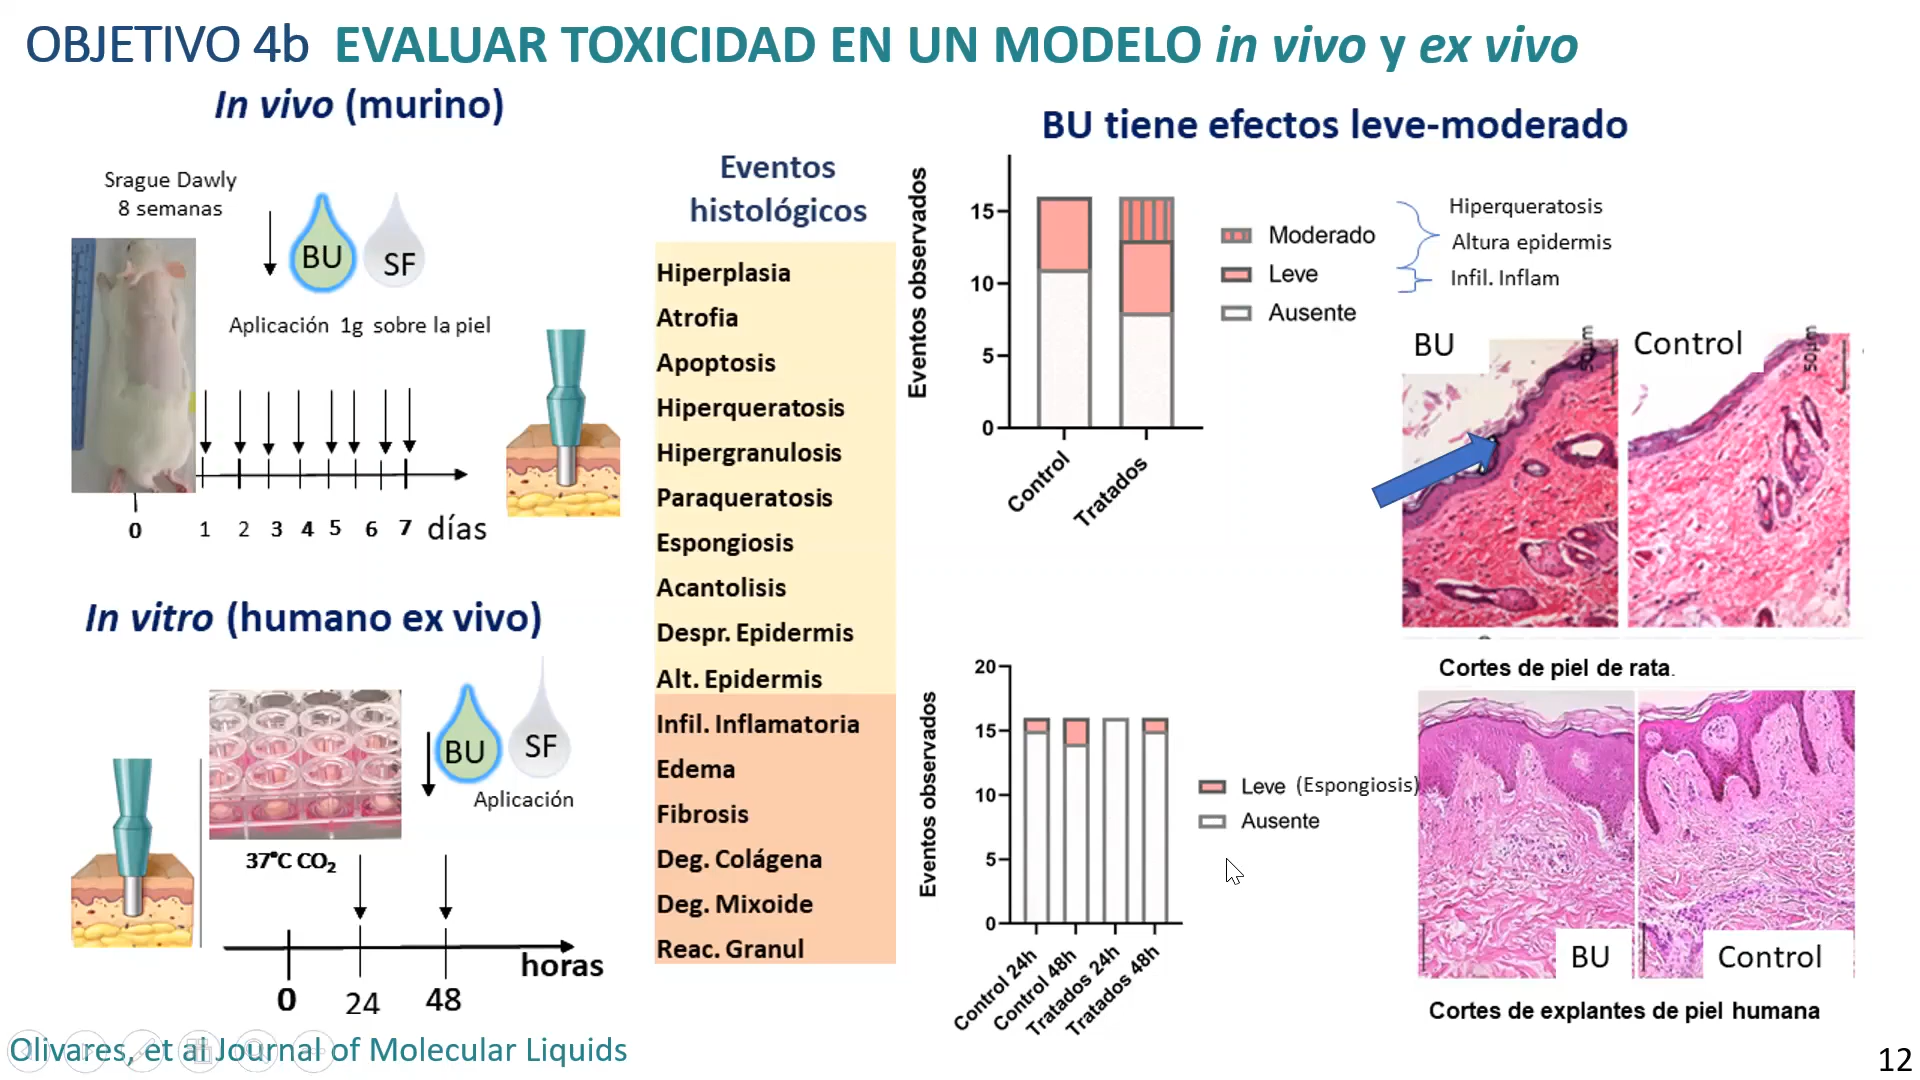 OBJETIVO 4b EVALUAR TOXICIDAD EN UN MODELO in vivo y ex vivo
In vivo (murino)
Srague Dawly
8 semanas
BU
SF
Aplicación 1g sobre la piel
0 1 2 3 4 5 6 7 días
In vitro (humano ex vivo)
BU
SF
Aplicación
37°C CO₂
horas
0 24 48
Eventos
histológicos
Hiperplasia
Atrofia
Apoptosis
Hiperqueratosis
Hipergranulosis
Paraqueratosis
Espongiosis
Acantolisis
Despr. Epidermis
Alt. Epidermis
Infil. Inflamatoria
Edema
Fibrosis
Deg. Colágena
Deg. Mixoide
Reac. Granul
BU tiene efectos leve-moderado
Eventos observados
15
10
5
0
Control
Tratados
Moderado
Leve
Ausente
Hiperqueratosis
Altura epidermis
Infil. Inflam
BU
50µm
Control
50µm
Cortes de piel de rata.
Eventos observados
20
15
10
5
0
Control 24h
Control 48h
Tratados 24h
Tratados 48h
Leve (Espongiosis)
Ausente
BU
Control
Cortes de explantes de piel humana
Olivares, et al Journal of Molecular Liquids
12